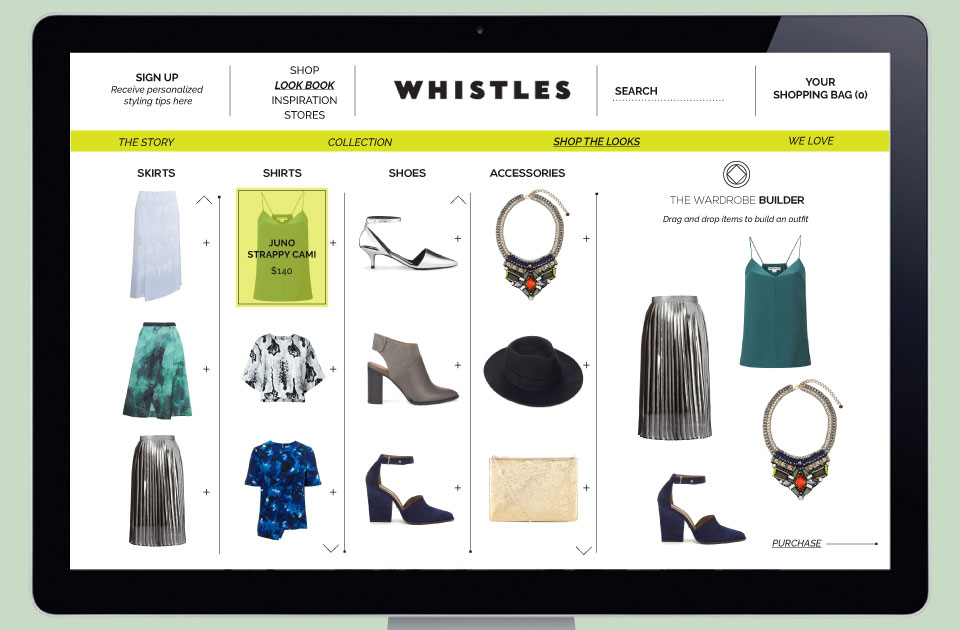 SIGN UP
Receive personalized
styling tips here
SHOP
LOOK BOOK
INSPIRATION
STORES
WHISTLES
SEARCH
YOUR
SHOPPING BAG (0)
THE STORY
COLLECTION
SHOP THE LOOKS
WE LOVE
SKIRTS
SHIRTS
SHOES
ACCESSORIES
JUNO
STRAPPY CAMI
$140
THE WARDROBE BUILDER
Drag and drop items to build an outfit
PURCHASE